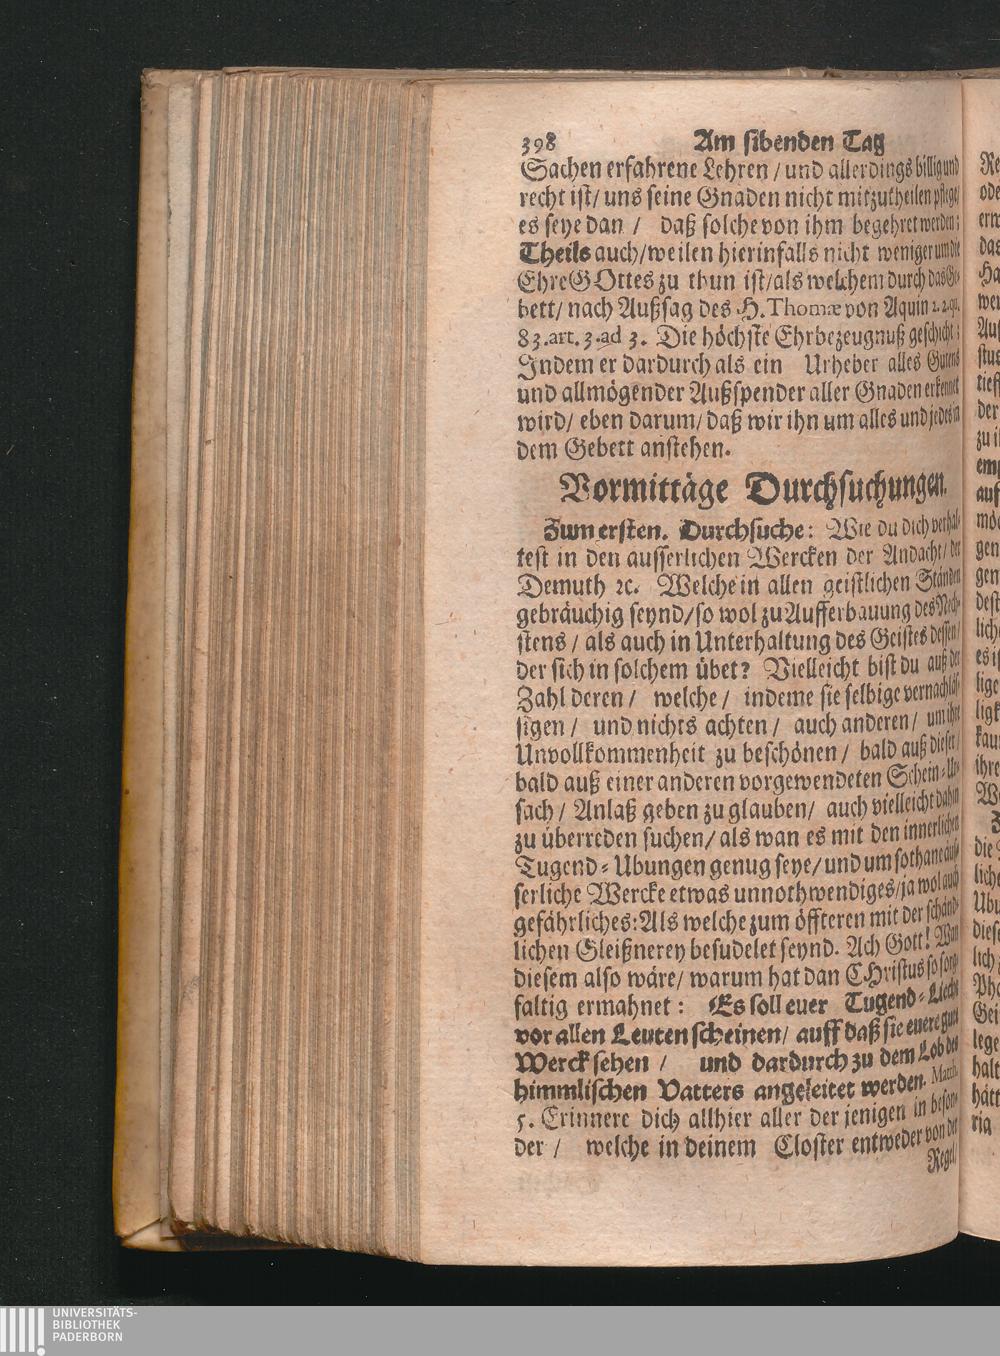 398 Am sibenden Tag
Sachen erfahrene Lehren / und allerdings billig und
recht ist / uns seine Gnaden nicht mitzutheilen pflege /
es seye dan / daß solche von ihm begehret werden;
Theils auch / weilen hierinfalls nicht weniger um die
Ehre GOttes zu thun ist / als welchem durch das Ge-
bett / nach Außsag des H. Thomæ von Aquin 2. 2. qu.
83. art. 3. ad 3. Die höchste Ehrbezeugnuß geschicht;
Indem er dardurch als ein Urheber alles Gutens
und allmögender Außspender aller Gnaden erkennet
wird / eben darum / daß wir ihn um alles und jedes in
dem Gebett anstehen.
Vormittäge Durchsuchungen.
Zum ersten. Durchsuche: Wie du dich verhal-
test in den ausserlichen Wercken der Andacht / der
Demuth ꝛc. Welche in allen geistlichen Ständen
gebräuchig seynd / so wol zu Aufferbauung des Nech-
stens / als auch in Unterhaltung des Geistes dessen /
der sich in solchem übet? Vielleicht bist du auß der
Zahl deren / welche / indeme sie selbige vernachläs-
sigen / und nichts achten / auch anderen / um ihre
Unvollkommenheit zu beschönen / bald auß dieser /
bald auß einer anderen vorgewendeten Schein-Ur-
sach / Anlaß geben zu glauben / auch vielleicht dahin
zu überreden suchen / als wan es mit den innerlichen
Tugend-Ubungen genug seye / und um sothane äus-
serliche Wercke etwas unnothwendiges / ja wol auch
gefährliches: Als welche zum öffteren mit der schänd-
lichen Gleißnerey besudelet seynd. Ach Gott! Wan
diesem also wäre / warum hat dan CHristus so sorg-
faltig ermahnet: Es soll euer Tugend-Liecht
vor allen Leuten scheinen / auff daß sie euere gute
Werck sehen / und dardurch zu dem Lob des
himmlischen Vatters angeleitet werden. Matth.
5. Erinnere dich allhier aller der jenigen in beson-
der / welche in deinem Closter entweder von der
Regel /
UNIVERSITÄTS-
BIBLIOTHEK
PADERBORN